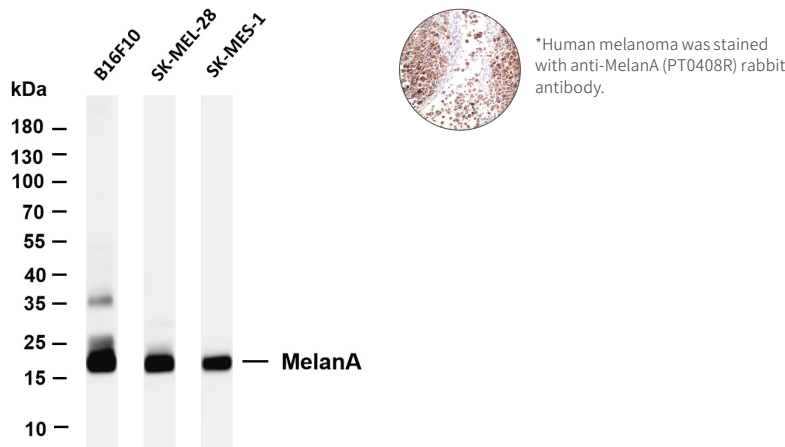 B16F10
SK-MEL-28
SK-MES-1
kDa
180
130
100
70
55
40
35
25
15
10
MelanA
*Human melanoma was stained
with anti-MelanA (PT0408R) rabbit
antibody.